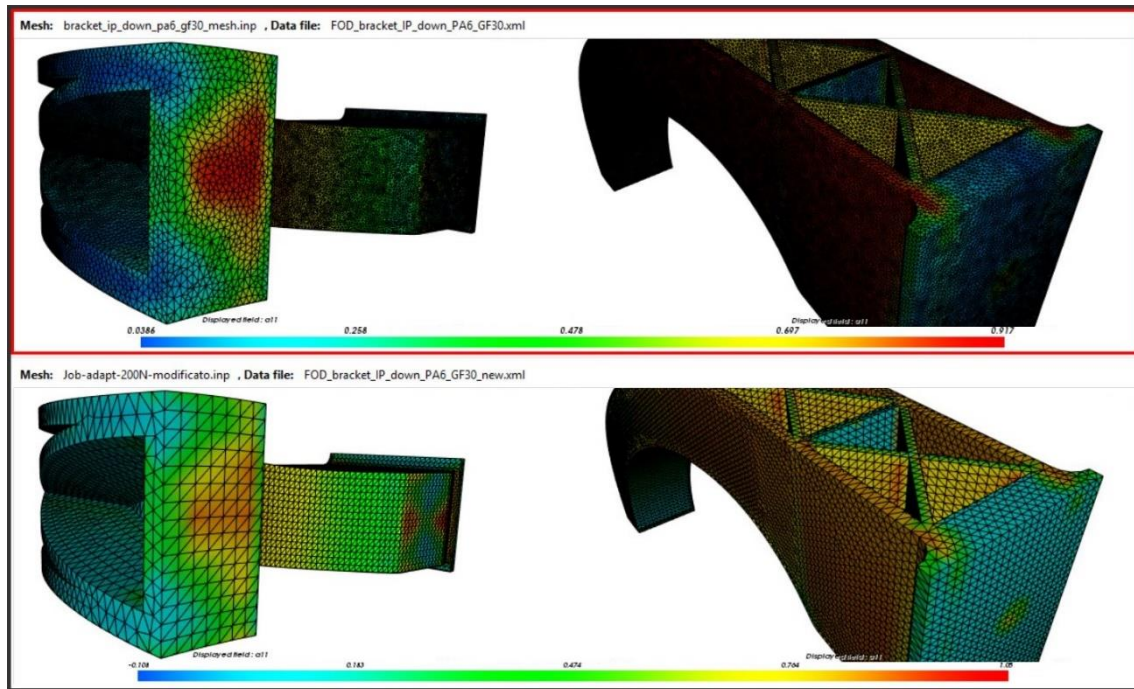 Mesh: bracket_ip_down_pa6_gf30_mesh.inp , Data file: FOD_bracket_IP_down_PA6_GF30.xml
Displayed field : a11 Displayed field : a11
0.0386 0.258 0.478 0.697 0.917
Mesh: Job-adapt-200N-modificato.inp , Data file: FOD_bracket_IP_down_PA6_GF30_new.xml
Displayed field : a11 Displayed field : a11
-0.108 0.183 0.474 0.764 1.05